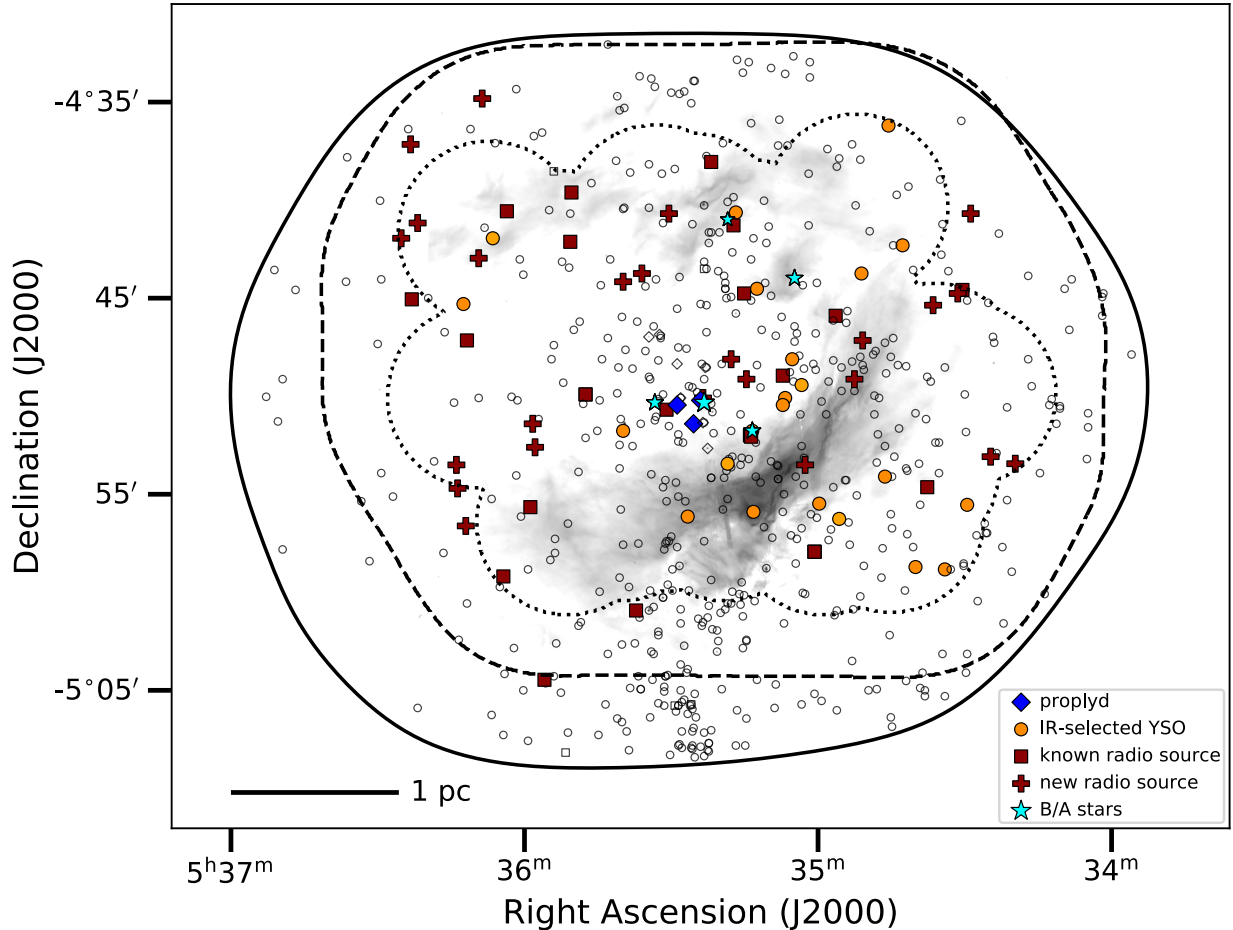 -4°35′
45′
55′
-5°05′
Declination (J2000)
1 pc
proplyd
IR-selected YSO
known radio source
new radio source
B/A stars
5ʰ37ᵐ 36ᵐ 35ᵐ 34ᵐ
Right Ascension (J2000)